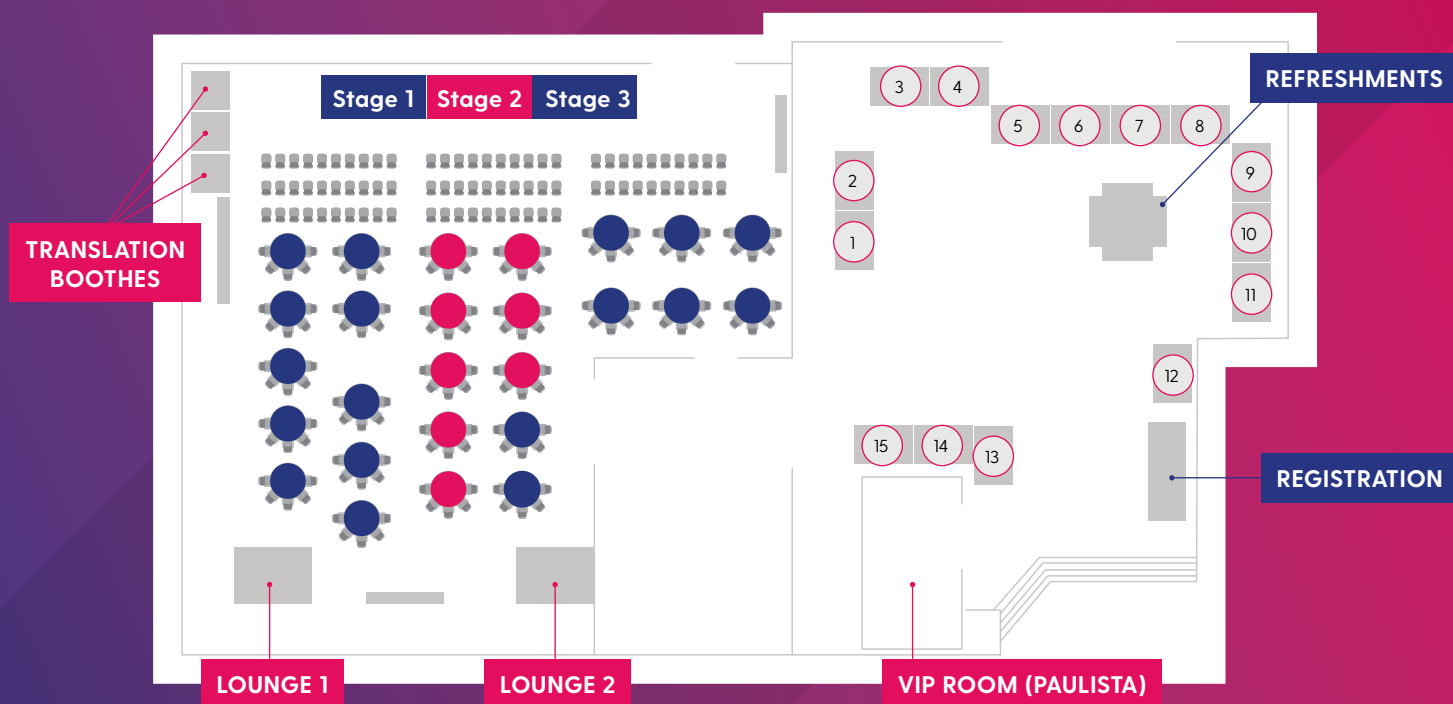 Stage 1
Stage 2
Stage 3
REFRESHMENTS
3
4
5
6
7
8
2
9
1
10
TRANSLATION
BOOTHES
11
12
15
14
13
REGISTRATION
LOUNGE 1
LOUNGE 2
VIP ROOM (PAULISTA)